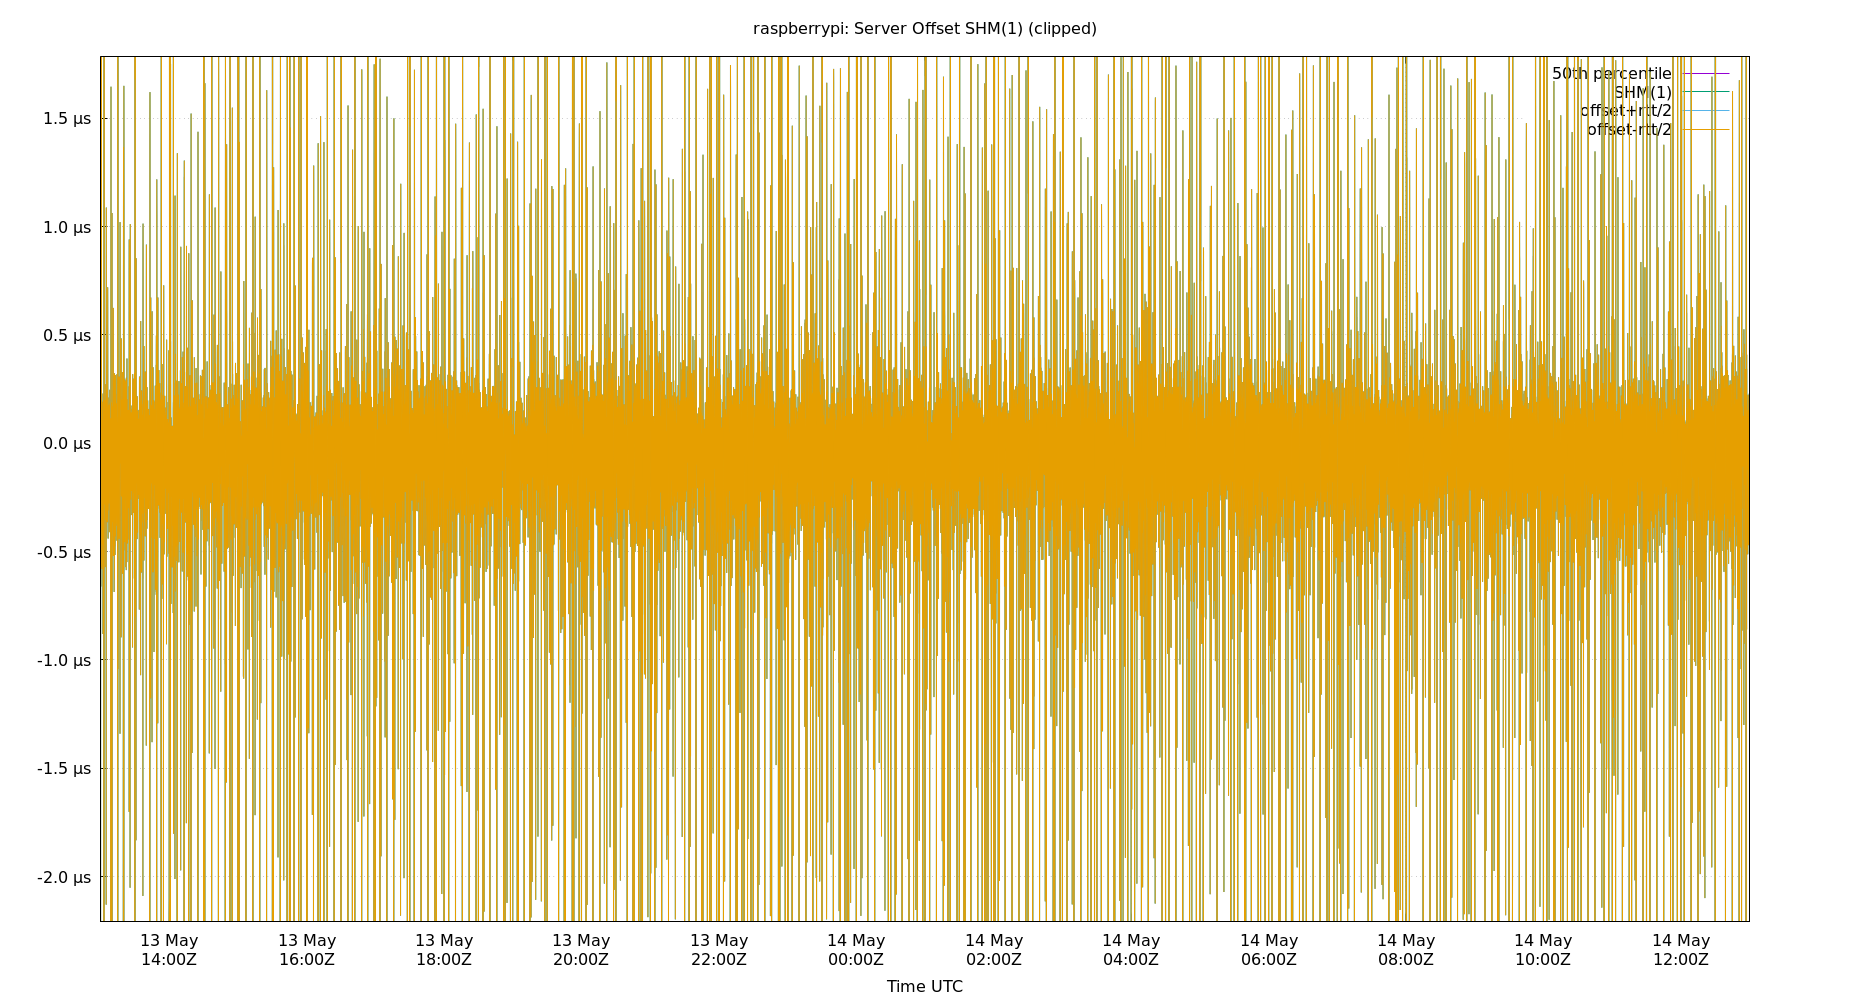 raspberrypi: Server Offset SHM(1) (clipped)
50th percentile
SHM(1)
offset+rtt/2
offset-rtt/2
1.5 µs
1.0 µs
0.5 µs
0.0 µs
-0.5 µs
-1.0 µs
-1.5 µs
-2.0 µs
13 May 13 May 13 May 13 May 13 May 14 May 14 May 14 May 14 May 14 May 14 May 14 May
14:00Z 16:00Z 18:00Z 20:00Z 22:00Z 00:00Z 02:00Z 04:00Z 06:00Z 08:00Z 10:00Z 12:00Z
Time UTC